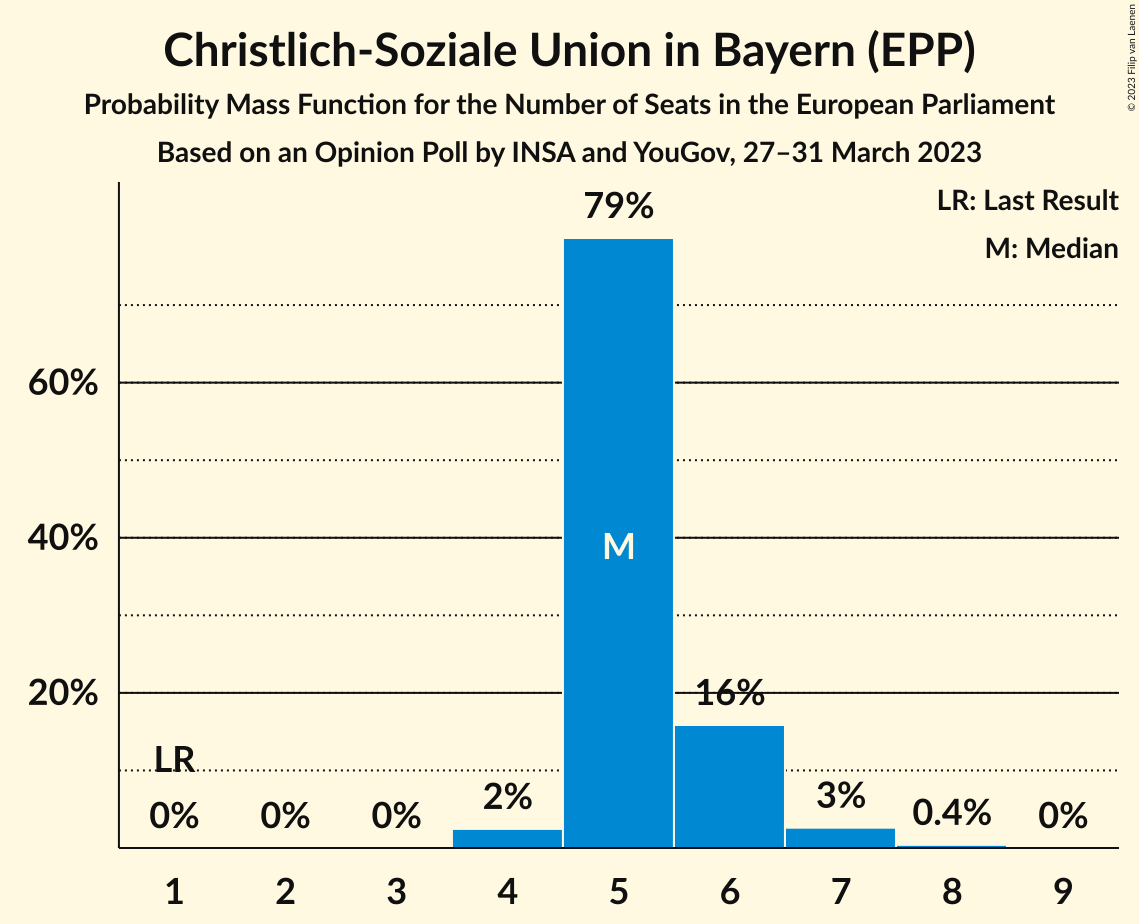 Christlich-Soziale Union in Bayern (EPP)
Probability Mass Function for the Number of Seats in the European Parliament
Based on an Opinion Poll by INSA and YouGov, 27–31 March 2023
© 2023 Filip van Laenen
LR: Last Result
M: Median
79%
60%
40%
M
20%
16%
LR
0%
0%
0%
2%
3%
0.4%
0%
1 2 3 4 5 6 7 8 9